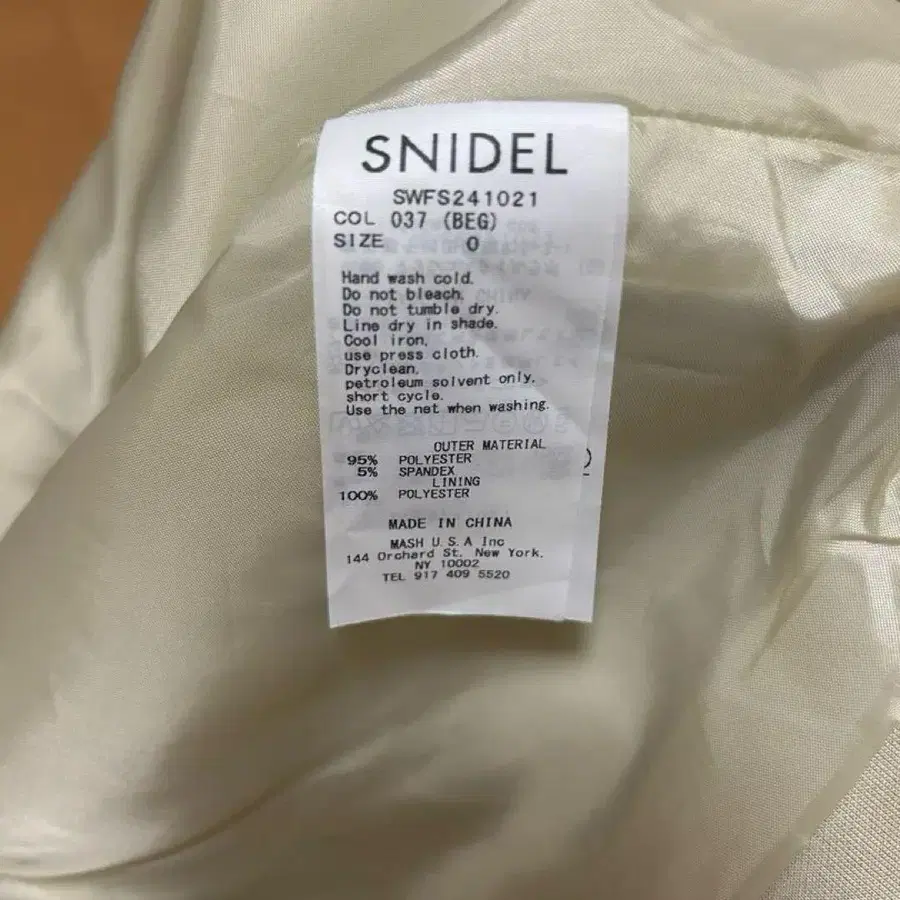 SNIDEL
SWFS241021
COL 037 (BEG)
SIZE 0
Hand wash cold.
Do not bleach.
Do not tumble dry.
Line dry in shade.
Cool iron,
use press cloth.
Dryclean,
petroleum solvent only,
short cycle.
Use the net when washing.
OUTER MATERIAL
95% POLYESTER
5% SPANDEX
LINING
100% POLYESTER
MADE IN CHINA
MASH U.S.A Inc
144 Orchard St. New York,
NY 10002
TEL 917 409 5520